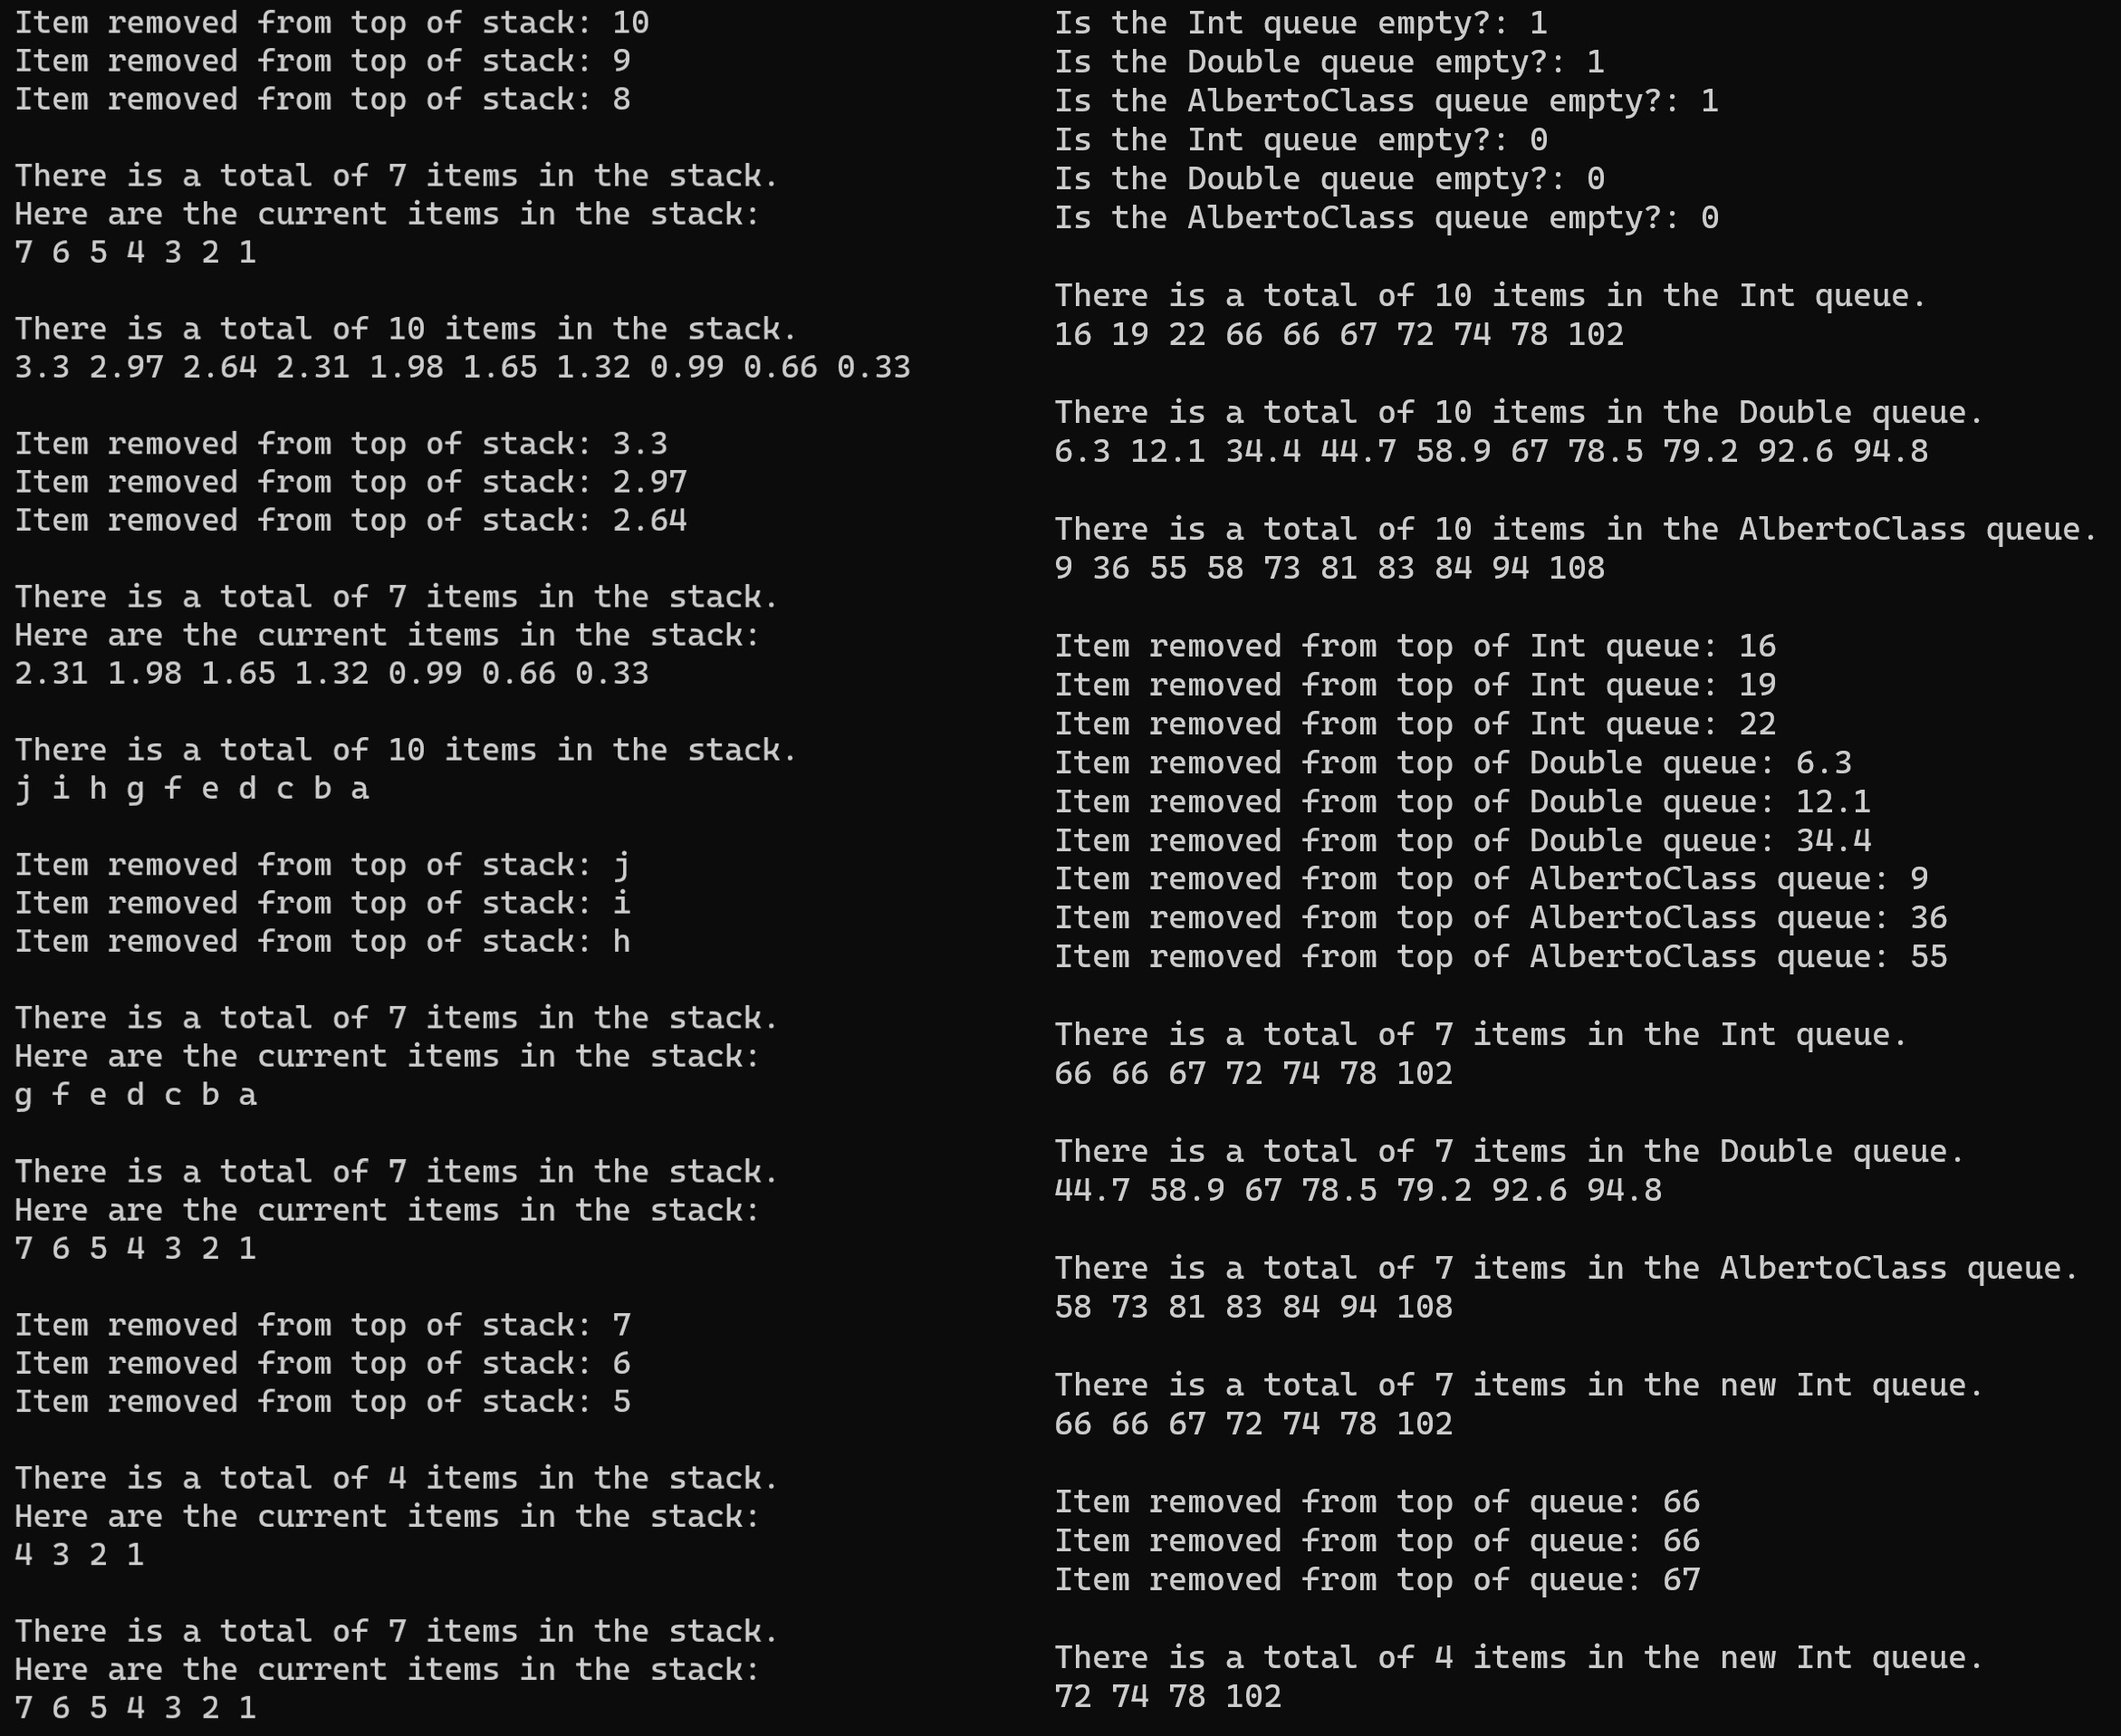 Item removed from top of stack: 10
Item removed from top of stack: 9
Item removed from top of stack: 8

There is a total of 7 items in the stack.
Here are the current items in the stack:
7 6 5 4 3 2 1

There is a total of 10 items in the stack.
3.3 2.97 2.64 2.31 1.98 1.65 1.32 0.99 0.66 0.33

Item removed from top of stack: 3.3
Item removed from top of stack: 2.97
Item removed from top of stack: 2.64

There is a total of 7 items in the stack.
Here are the current items in the stack:
2.31 1.98 1.65 1.32 0.99 0.66 0.33

There is a total of 10 items in the stack.
j i h g f e d c b a

Item removed from top of stack: j
Item removed from top of stack: i
Item removed from top of stack: h

There is a total of 7 items in the stack.
Here are the current items in the stack:
g f e d c b a

There is a total of 7 items in the stack.
Here are the current items in the stack:
7 6 5 4 3 2 1

Item removed from top of stack: 7
Item removed from top of stack: 6
Item removed from top of stack: 5

There is a total of 4 items in the stack.
Here are the current items in the stack:
4 3 2 1

There is a total of 7 items in the stack.
Here are the current items in the stack:
7 6 5 4 3 2 1

Is the Int queue empty?: 1
Is the Double queue empty?: 1
Is the AlbertoClass queue empty?: 1
Is the Int queue empty?: 0
Is the Double queue empty?: 0
Is the AlbertoClass queue empty?: 0

There is a total of 10 items in the Int queue.
16 19 22 66 66 67 72 74 78 102

There is a total of 10 items in the Double queue.
6.3 12.1 34.4 44.7 58.9 67 78.5 79.2 92.6 94.8

There is a total of 10 items in the AlbertoClass queue.
9 36 55 58 73 81 83 84 94 108

Item removed from top of Int queue: 16
Item removed from top of Int queue: 19
Item removed from top of Int queue: 22
Item removed from top of Double queue: 6.3
Item removed from top of Double queue: 12.1
Item removed from top of Double queue: 34.4
Item removed from top of AlbertoClass queue: 9
Item removed from top of AlbertoClass queue: 36
Item removed from top of AlbertoClass queue: 55

There is a total of 7 items in the Int queue.
66 66 67 72 74 78 102

There is a total of 7 items in the Double queue.
44.7 58.9 67 78.5 79.2 92.6 94.8

There is a total of 7 items in the AlbertoClass queue.
58 73 81 83 84 94 108

There is a total of 7 items in the new Int queue.
66 66 67 72 74 78 102

Item removed from top of queue: 66
Item removed from top of queue: 66
Item removed from top of queue: 67

There is a total of 4 items in the new Int queue.
72 74 78 102